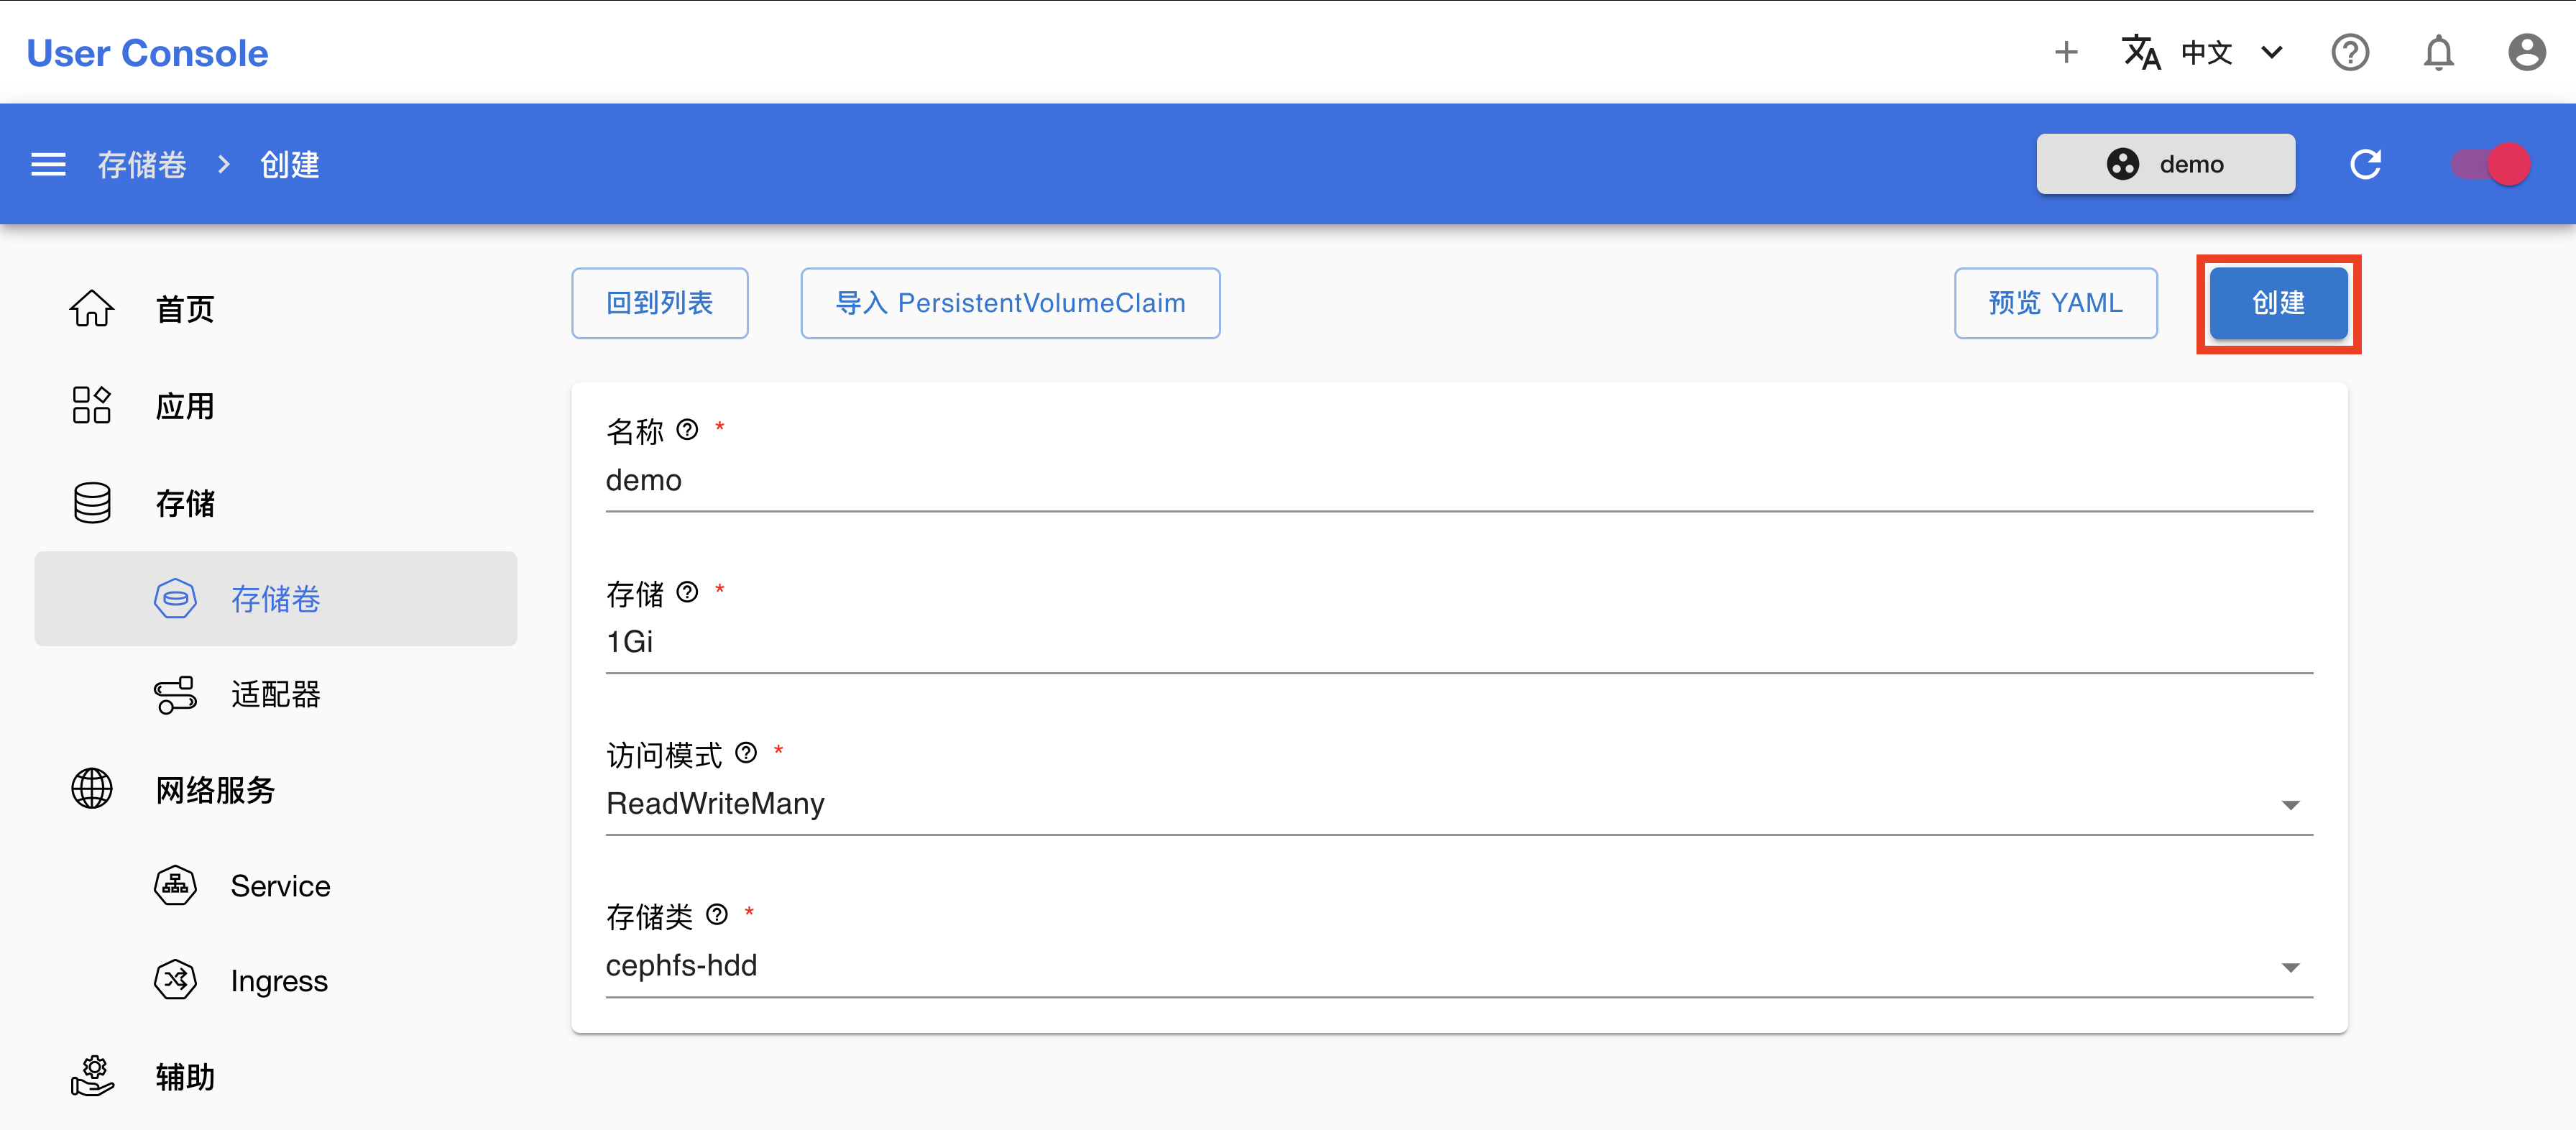 User Console
中文
存储卷 > 创建
demo
首页
应用
存储
存储卷
适配器
网络服务
Service
Ingress
辅助
回到列表
导入 PersistentVolumeClaim
预览 YAML
创建
名称 *
demo
存储 *
1Gi
访问模式 *
ReadWriteMany
存储类 *
cephfs-hdd